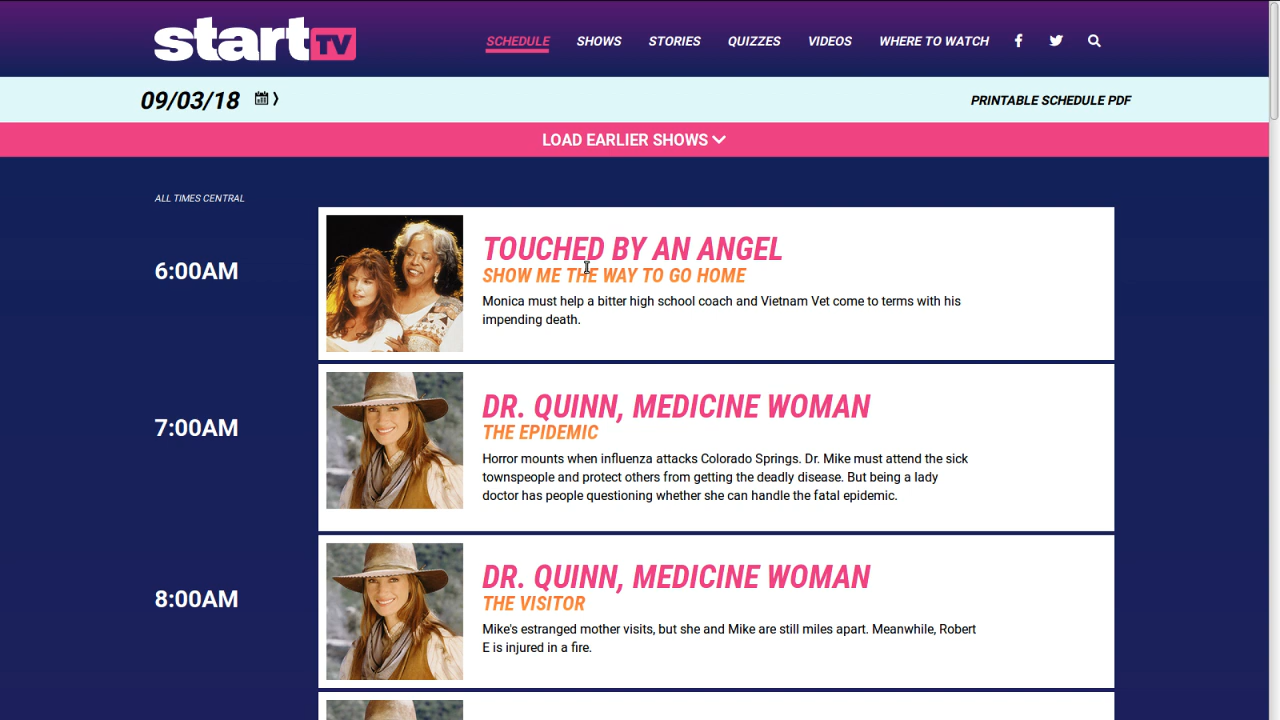 start TV
SCHEDULE SHOWS STORIES QUIZZES VIDEOS WHERE TO WATCH
09/03/18
PRINTABLE SCHEDULE PDF
LOAD EARLIER SHOWS
ALL TIMES CENTRAL
6:00AM
TOUCHED BY AN ANGEL
SHOW ME THE WAY TO GO HOME
Monica must help a bitter high school coach and Vietnam Vet come to terms with his
impending death.
7:00AM
DR. QUINN, MEDICINE WOMAN
THE EPIDEMIC
Horror mounts when influenza attacks Colorado Springs. Dr. Mike must attend the sick
townspeople and protect others from getting the deadly disease. But being a lady
doctor has people questioning whether she can handle the fatal epidemic.
8:00AM
DR. QUINN, MEDICINE WOMAN
THE VISITOR
Mike's estranged mother visits, but she and Mike are still miles apart. Meanwhile, Robert
E is injured in a fire.